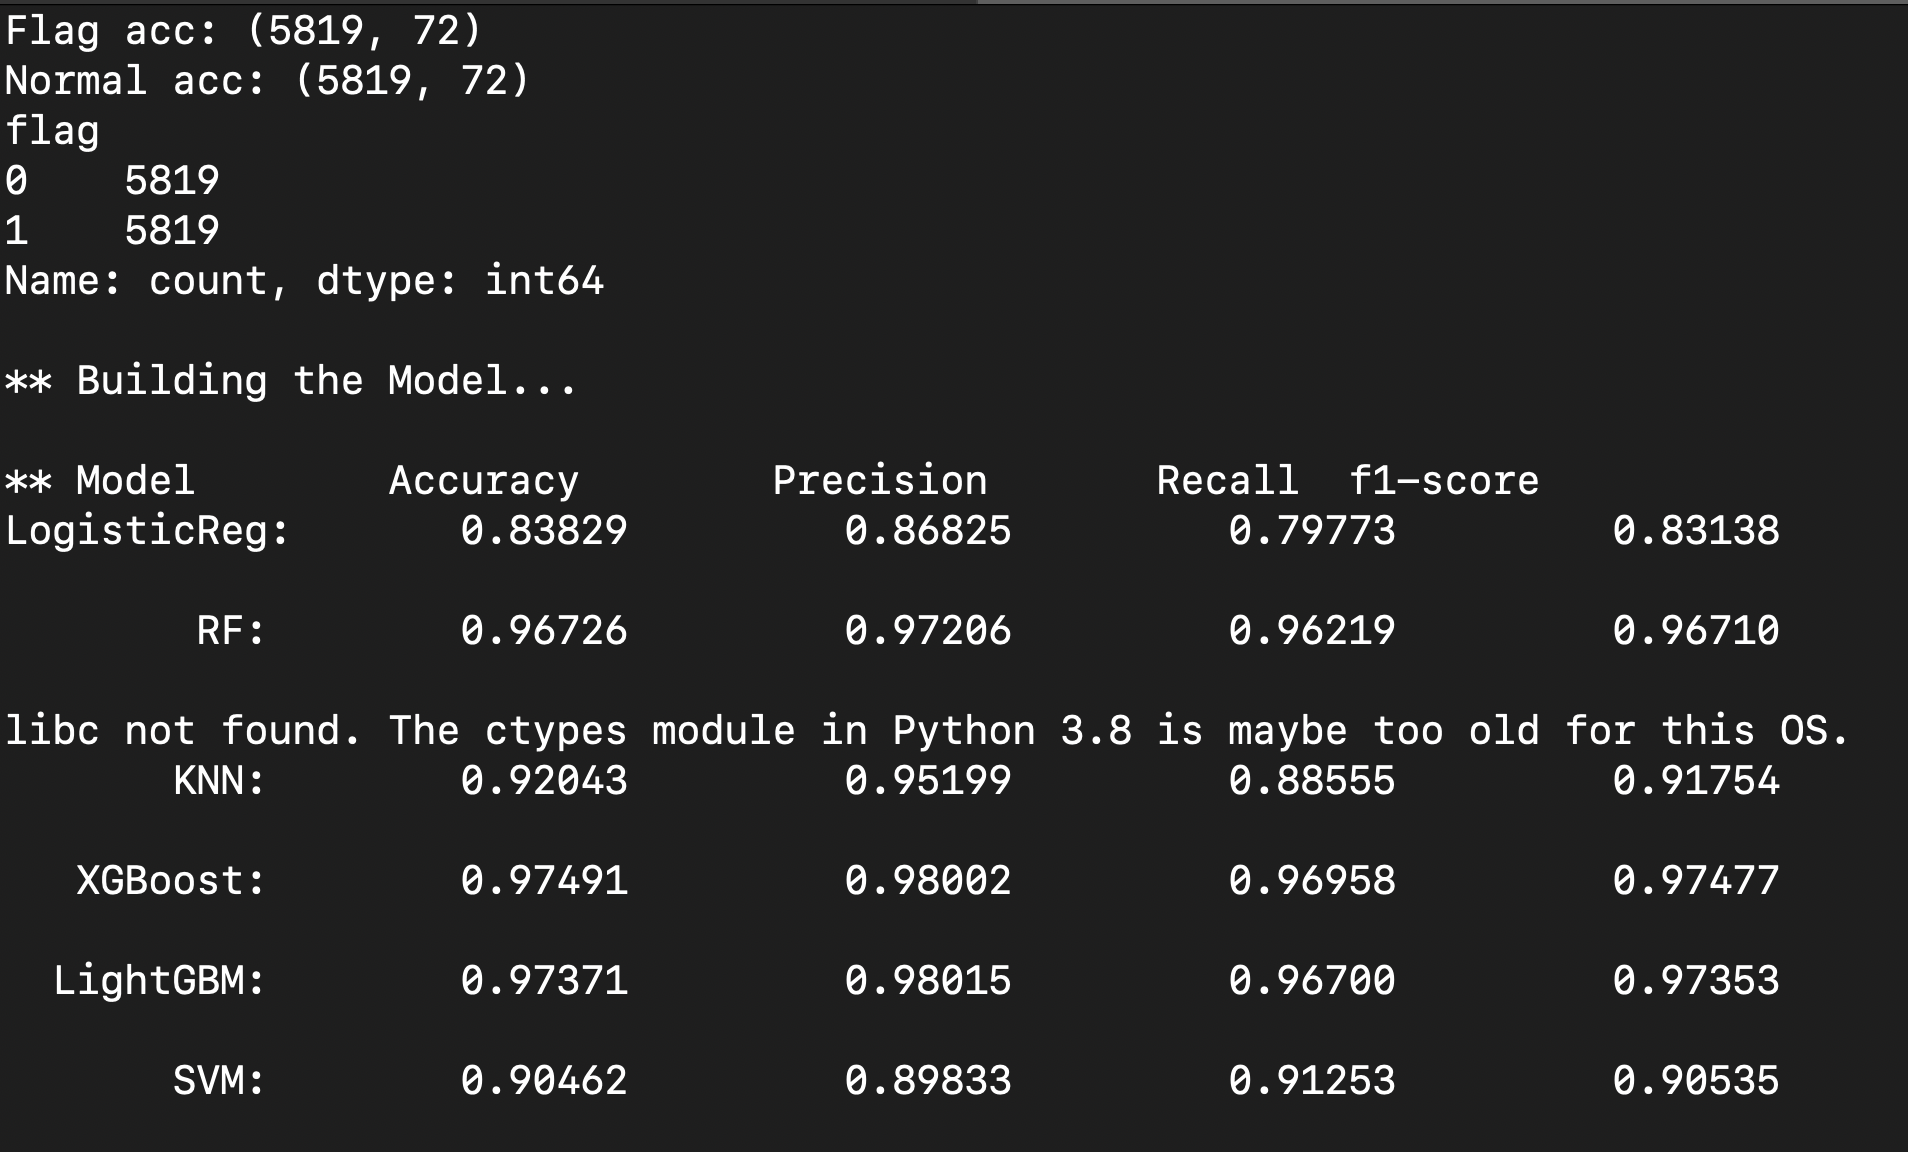 Flag acc: (5819, 72)
Normal acc: (5819, 72)
flag
0    5819
1    5819
Name: count, dtype: int64

** Building the Model...

** Model        Accuracy        Precision       Recall  f1-score
LogisticReg:       0.83829         0.86825         0.79773         0.83138

        RF:        0.96726         0.97206         0.96219         0.96710

libc not found. The ctypes module in Python 3.8 is maybe too old for this OS.
       KNN:        0.92043         0.95199         0.88555         0.91754

   XGBoost:        0.97491         0.98002         0.96958         0.97477

  LightGBM:        0.97371         0.98015         0.96700         0.97353

       SVM:        0.90462         0.89833         0.91253         0.90535